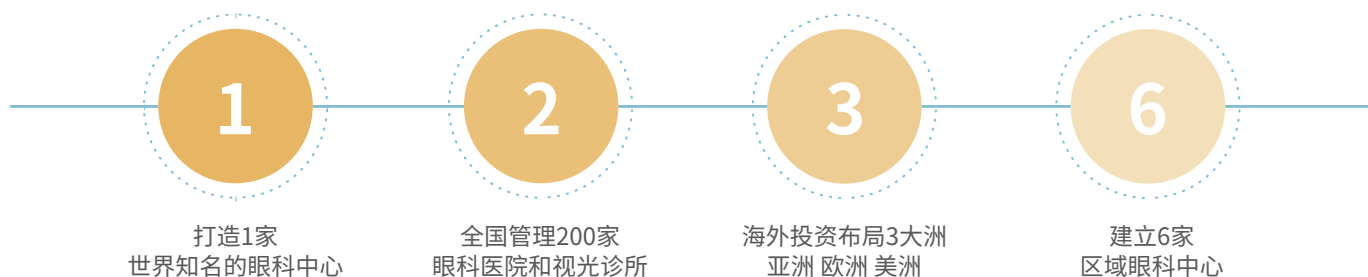 1
2
3
6
打造1家
世界知名的眼科中心
全国管理200家
眼科医院和视光诊所
海外投资布局3大洲
亚洲 欧洲 美洲
建立6家
区域眼科中心